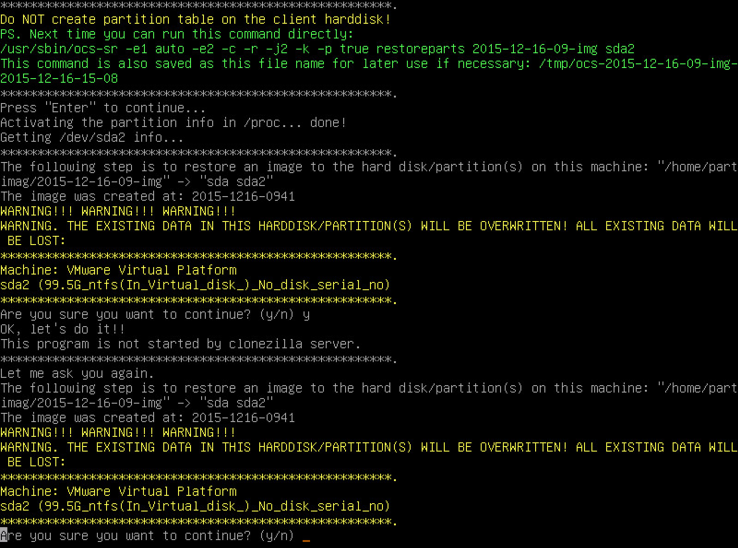 *****************************************************.
Do NOT create partition table on the client harddisk!
PS. Next time you can run this command directly:
/usr/sbin/ocs-sr -e1 auto -e2 -c -r -j2 -k -p true restoreparts 2015-12-16-09-img sda2
This command is also saved as this file name for later use if necessary: /tmp/ocs-2015-12-16-09-img-
2015-12-16-15-08
*****************************************************.
Press "Enter" to continue...
Activating the partition info in /proc... done!
Getting /dev/sda2 info...
*****************************************************.
The following step is to restore an image to the hard disk/partition(s) on this machine: "/home/part
imag/2015-12-16-09-img" -> "sda sda2"
The image was created at: 2015-1216-0941
WARNING!!! WARNING!!! WARNING!!!
WARNING. THE EXISTING DATA IN THIS HARDDISK/PARTITION(S) WILL BE OVERWRITTEN! ALL EXISTING DATA WILL
 BE LOST:
*****************************************************.
Machine: VMware Virtual Platform
sda2 (99.5G_ntfs(In_Virtual_disk_)_No_disk_serial_no)
*****************************************************.
Are you sure you want to continue? (y/n) y
OK, let's do it!!
This program is not started by clonezilla server.
*****************************************************.
Let me ask you again.
The following step is to restore an image to the hard disk/partition(s) on this machine: "/home/part
imag/2015-12-16-09-img" -> "sda sda2"
The image was created at: 2015-1216-0941
WARNING!!! WARNING!!! WARNING!!!
WARNING. THE EXISTING DATA IN THIS HARDDISK/PARTITION(S) WILL BE OVERWRITTEN! ALL EXISTING DATA WILL
 BE LOST:
*****************************************************.
Machine: VMware Virtual Platform
sda2 (99.5G_ntfs(In_Virtual_disk_)_No_disk_serial_no)
*****************************************************.
Are you sure you want to continue? (y/n) _